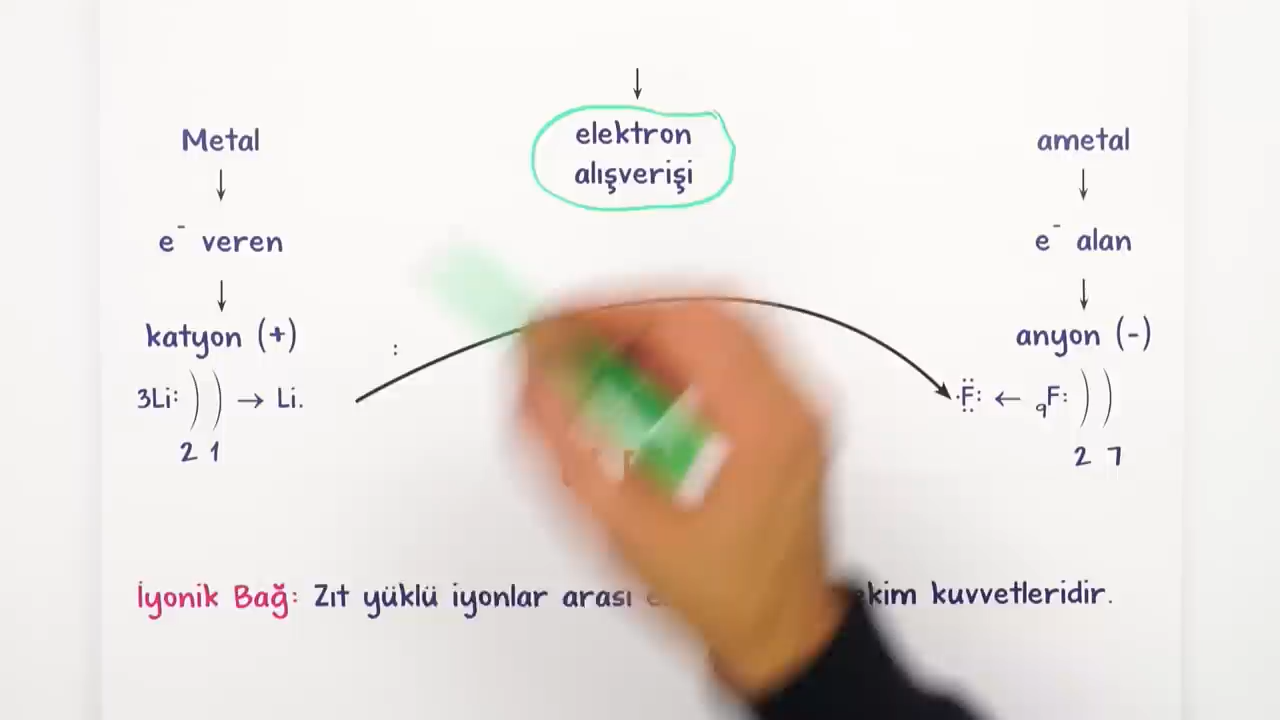 elektron
alışverişi
Metal
ametal
e⁻ veren
e⁻ alan
katyon (+)
anyon (-)
3Li: ) ) → Li.
2 1
·F: ← ₉F: ) )
2 7
İyonik Bağ: Zıt yüklü iyonlar arası kuvvetleridir.